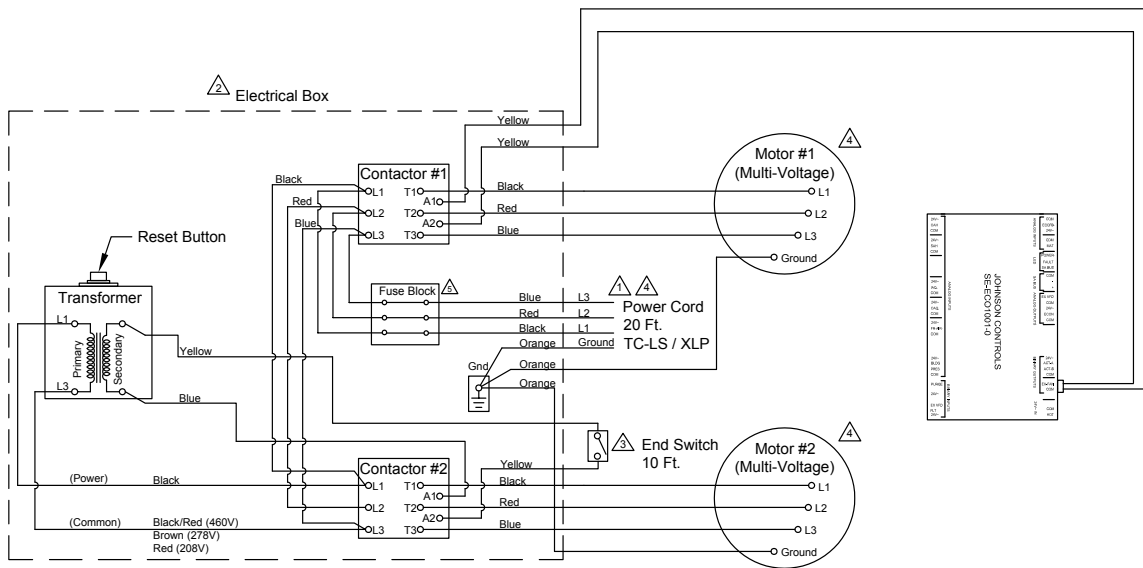 2 Electrical Box
Yellow
Yellow
Motor #1
(Multi-Voltage)
4
Contactor #1
Black
L1 T1
Black
L1
A1
Red
L2 T2
Red
L2
A2
Blue
L3 T3
Blue
L3
Ground
Reset Button
Transformer
L1
Primary
Secondary
L3
Yellow
Blue
Fuse Block
5
Blue L3
Red L2
Black L1
Orange Ground
1 4
Power Cord
20 Ft.
TC-LS / XLP
Gnd
Orange
Orange
3 End Switch
10 Ft.
JOHNSON CONTROLS
SE-ECO1001-0
Motor #2
(Multi-Voltage)
4
Contactor #2
Yellow
(Power) Black
L1 T1
Black
L1
A1
L2 T2
Red
L2
A2
(Common) Black/Red (460V)
Brown (278V)
Red (208V)
L3 T3
Blue
L3
Ground